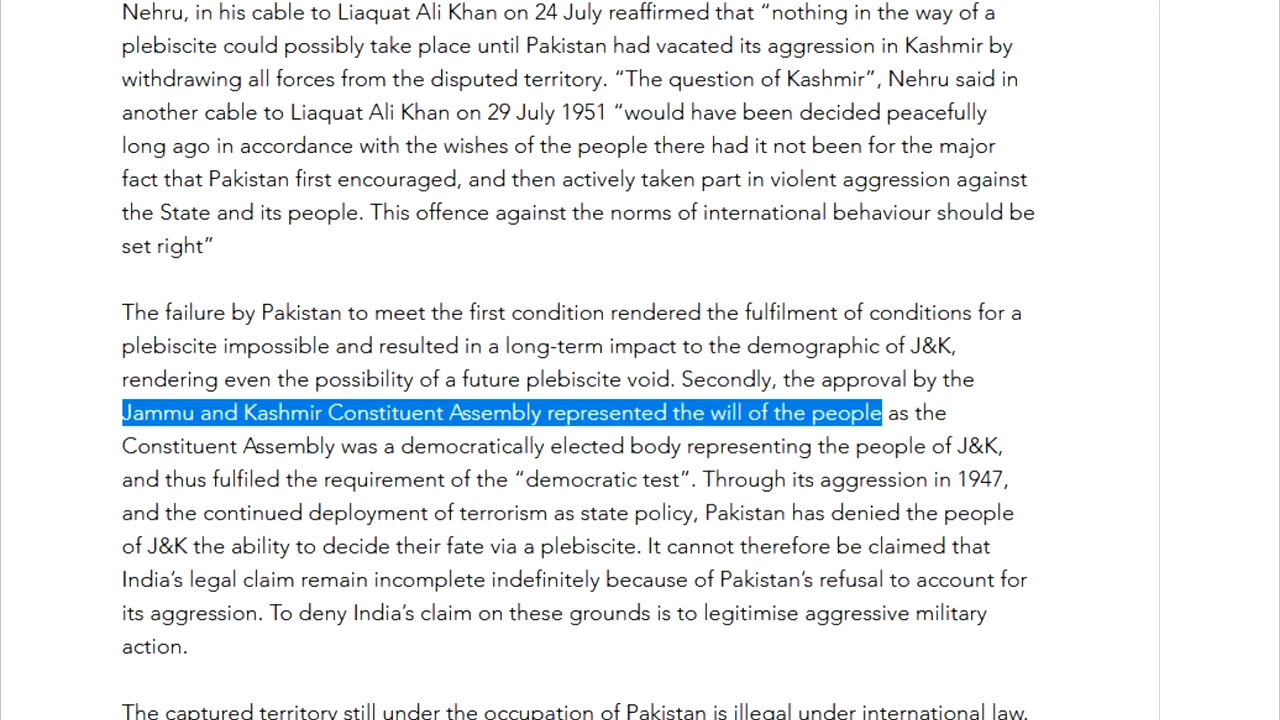 Nehru, in his cable to Liaquat Ali Khan on 24 July reaffirmed that “nothing in the way of a
plebiscite could possibly take place until Pakistan had vacated its aggression in Kashmir by
withdrawing all forces from the disputed territory. “The question of Kashmir”, Nehru said in
another cable to Liaquat Ali Khan on 29 July 1951 “would have been decided peacefully
long ago in accordance with the wishes of the people there had it not been for the major
fact that Pakistan first encouraged, and then actively taken part in violent aggression against
the State and its people. This offence against the norms of international behaviour should be
set right”
The failure by Pakistan to meet the first condition rendered the fulfilment of conditions for a
plebiscite impossible and resulted in a long-term impact to the demographic of J&K,
rendering even the possibility of a future plebiscite void. Secondly, the approval by the
Jammu and Kashmir Constituent Assembly represented the will of the people as the
Constituent Assembly was a democratically elected body representing the people of J&K,
and thus fulfiled the requirement of the “democratic test”. Through its aggression in 1947,
and the continued deployment of terrorism as state policy, Pakistan has denied the people
of J&K the ability to decide their fate via a plebiscite. It cannot therefore be claimed that
India’s legal claim remain incomplete indefinitely because of Pakistan’s refusal to account for
its aggression. To deny India’s claim on these grounds is to legitimise aggressive military
action.
The captured territory still under the occupation of Pakistan is illegal under international law.